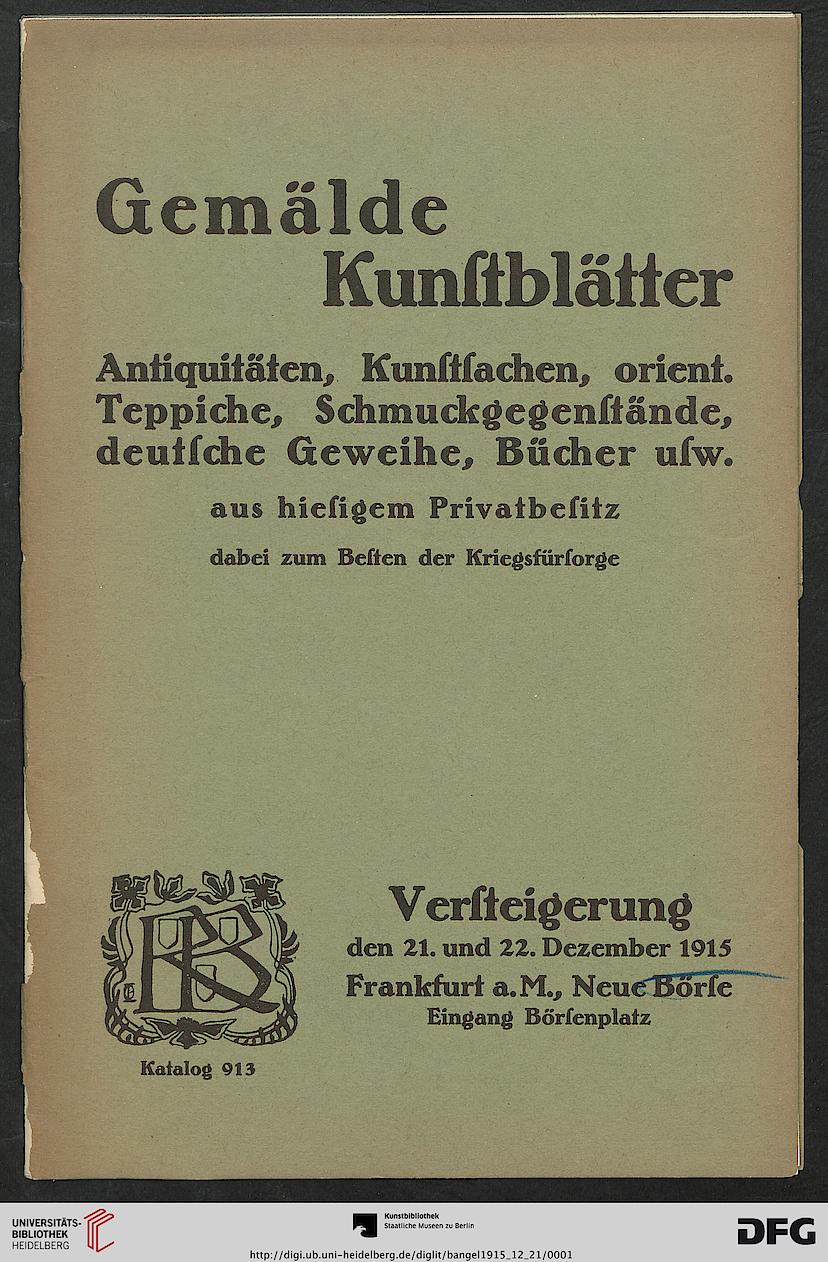 Gemälde
Kunſtblätter
Antiquitäten, Kunſtſachen, orient.
Teppiche, Schmuckgegenſtände,
deutſche Geweihe, Bücher uſw.
aus hieſigem Privatbeſitz
dabei zum Beſten der Kriegsfürſorge
Verſteigerung
den 21. und 22. Dezember 1915
Frankfurt a. M., Neue Börſe
Eingang Börſenplatz
RB
Katalog 913
UNIVERSITÄTS-
BIBLIOTHEK
HEIDELBERG
Kunstbibliothek
Staatliche Museen zu Berlin
DFG
http://digi.ub.uni-heidelberg.de/diglit/bangel1915_12_21/0001